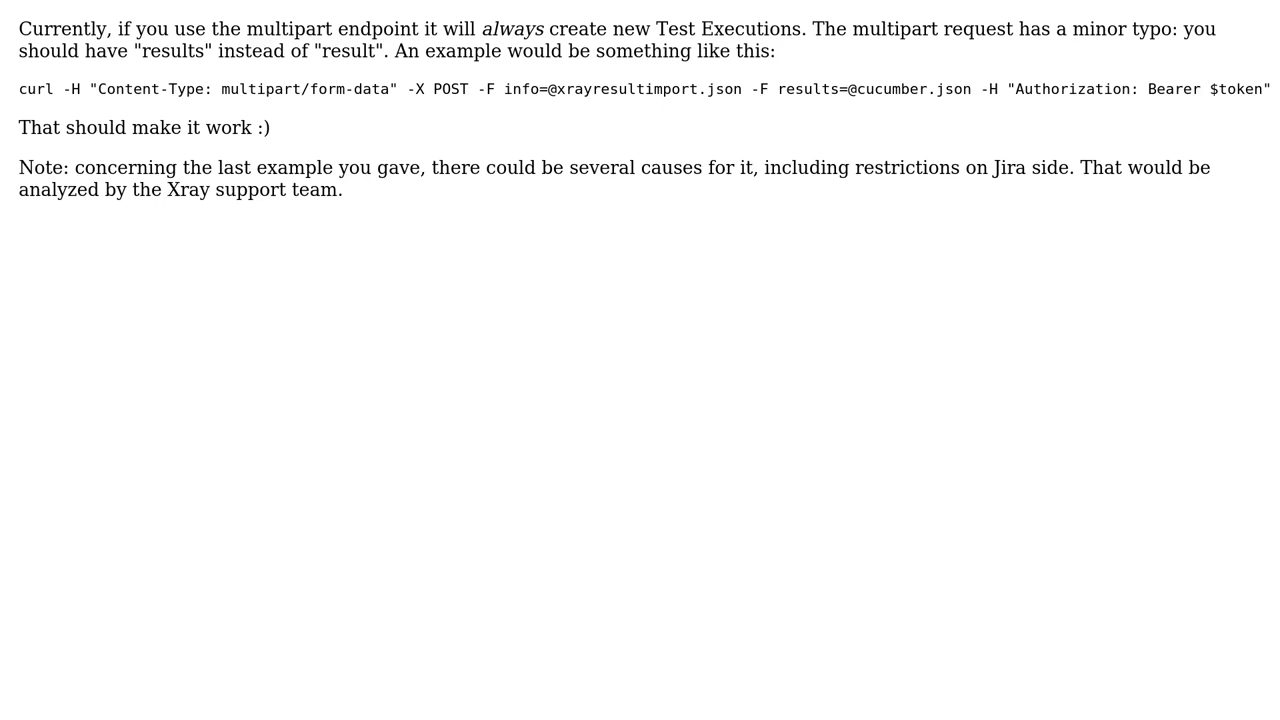 Currently, if you use the multipart endpoint it will always create new Test Executions. The multipart request has a minor typo: you
should have "results" instead of "result". An example would be something like this:
curl -H "Content-Type: multipart/form-data" -X POST -F info=@xrayresultimport.json -F results=@cucumber.json -H "Authorization: Bearer $token"
That should make it work :)
Note: concerning the last example you gave, there could be several causes for it, including restrictions on Jira side. That would be
analyzed by the Xray support team.